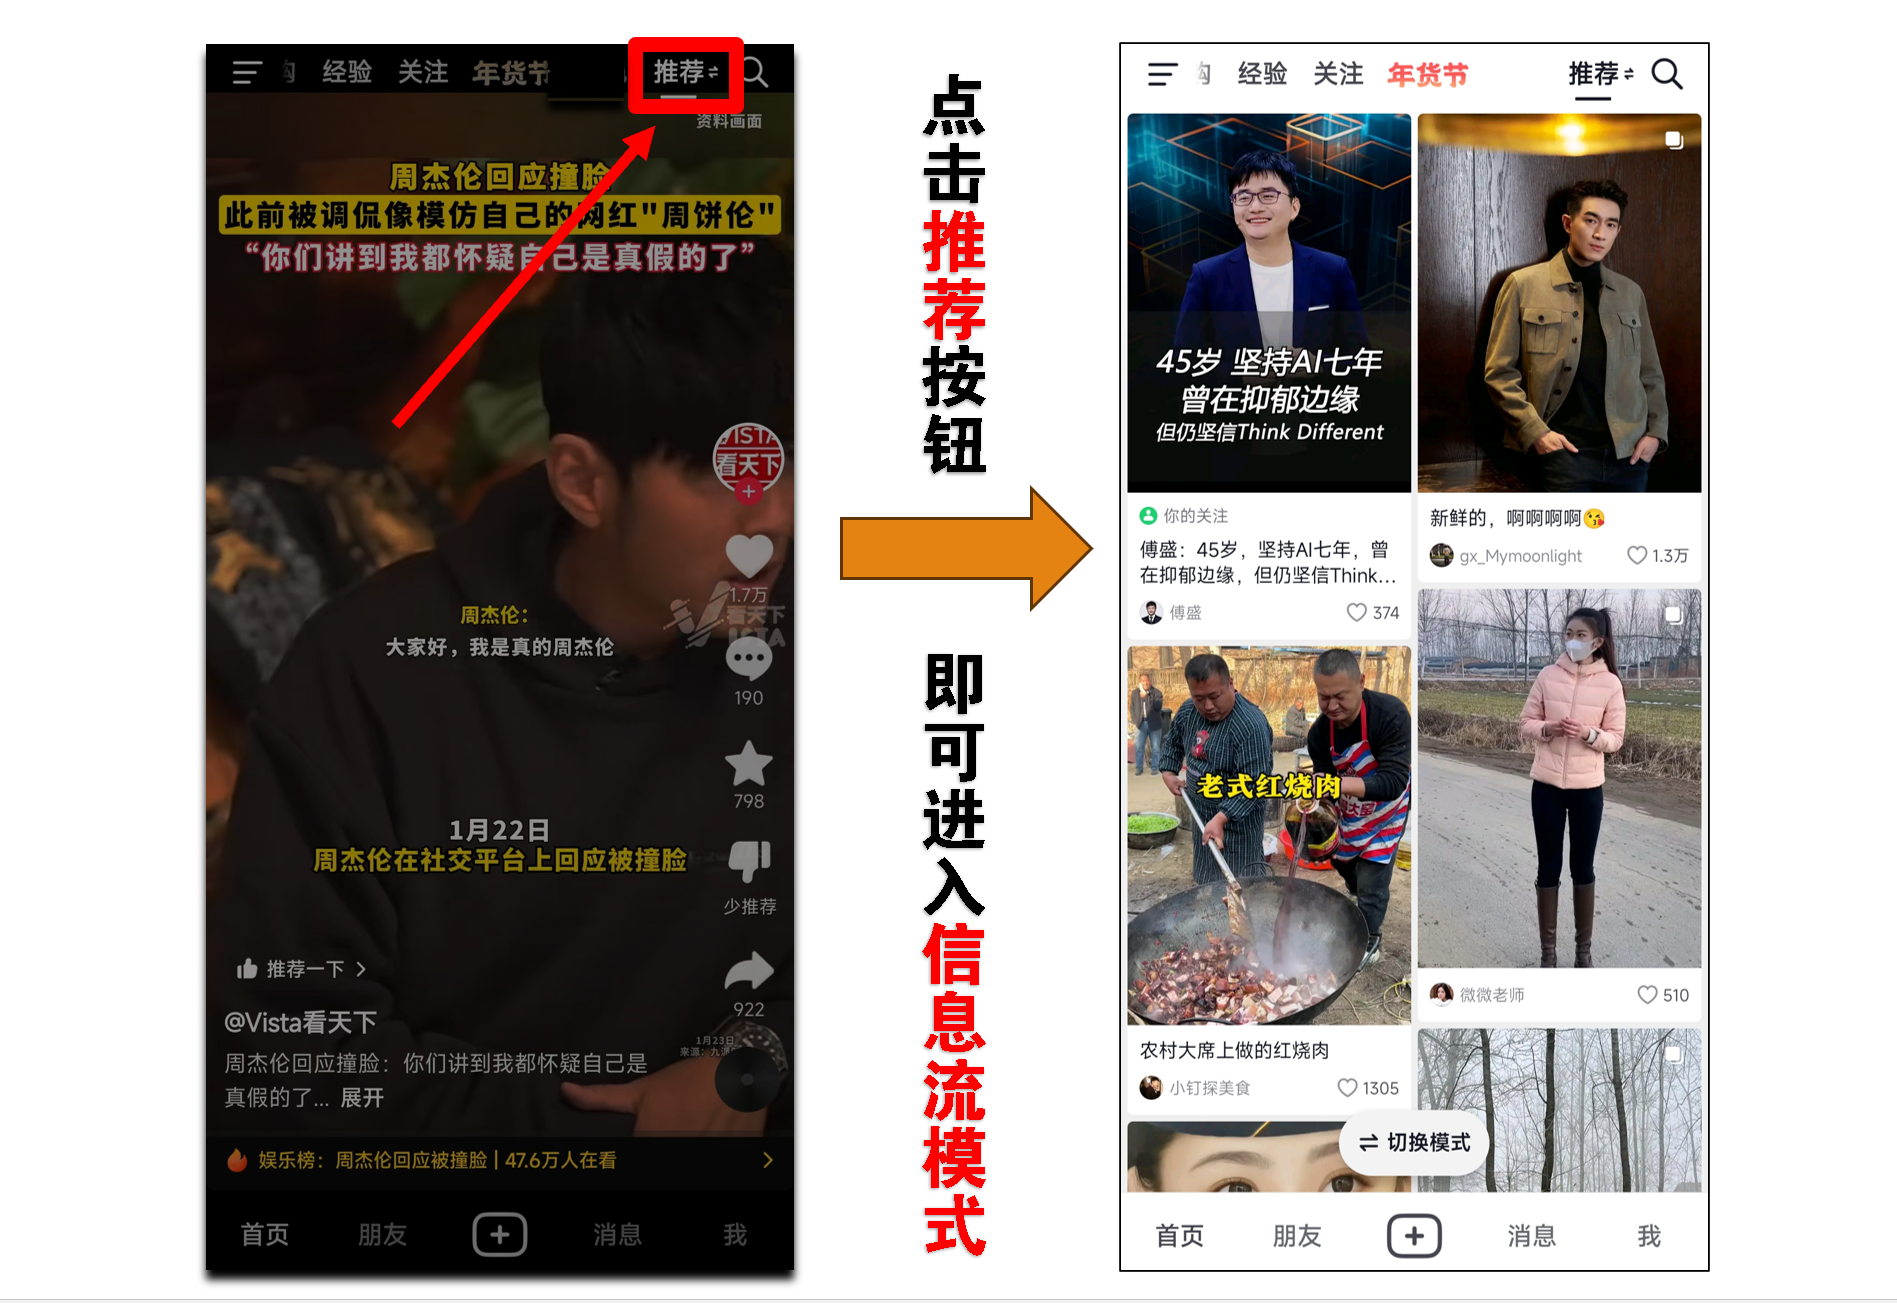 经验 关注 年货节 推荐
资料画面
周杰伦回应撞脸
此前被调侃像模仿自己的网红"周饼伦"
“你们讲到我都怀疑自己是真假的了”
VISTA
看天下
1.7万
看天下
VISTA
周杰伦：
大家好，我是真的周杰伦
190
798
1月22日
周杰伦在社交平台上回应被撞脸
少推荐
推荐一下
922
@Vista看天下
1月23日
周杰伦回应撞脸：你们讲到我都怀疑自己是
真假的了... 展开
娱乐榜：周杰伦回应被撞脸 | 47.6万人在看
首页 朋友 消息 我
点击推荐按钮
即可进入信息流模式
经验 关注 年货节 推荐
45岁 坚持AI七年
曾在抑郁边缘
但仍坚信Think Different
你的关注
傅盛：45岁，坚持AI七年，曾
在抑郁边缘，但仍坚信Think...
傅盛 374
新鲜的，啊啊啊啊😘
gx_Mymoonlight 1.3万
老式红烧肉
农村大席上做的红烧肉
小钉探美食 1305
微微老师 510
切换模式
首页 朋友 消息 我